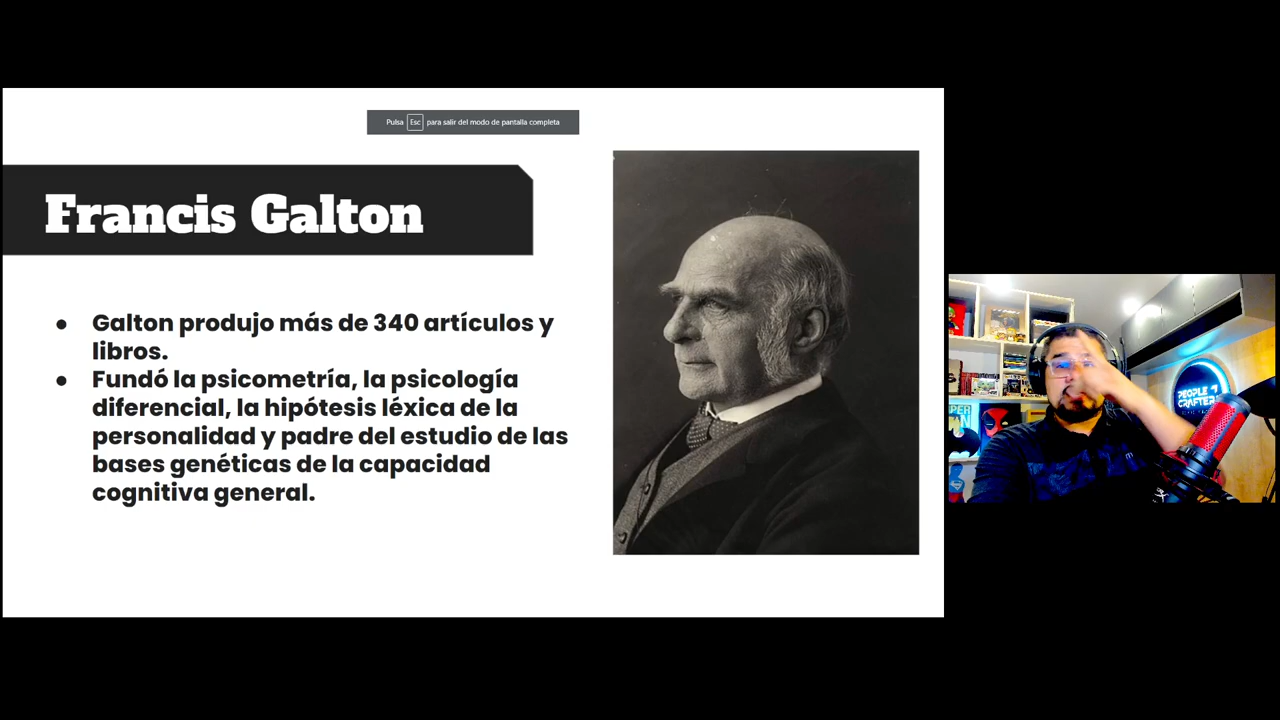 Pulsa Esc para salir del modo de pantalla completa
Francis Galton
● Galton produjo más de 340 artículos y
libros.
● Fundó la psicometría, la psicología
diferencial, la hipótesis léxica de la
personalidad y padre del estudio de las
bases genéticas de la capacidad
cognitiva general.
PEOPLE
CRAFTERS